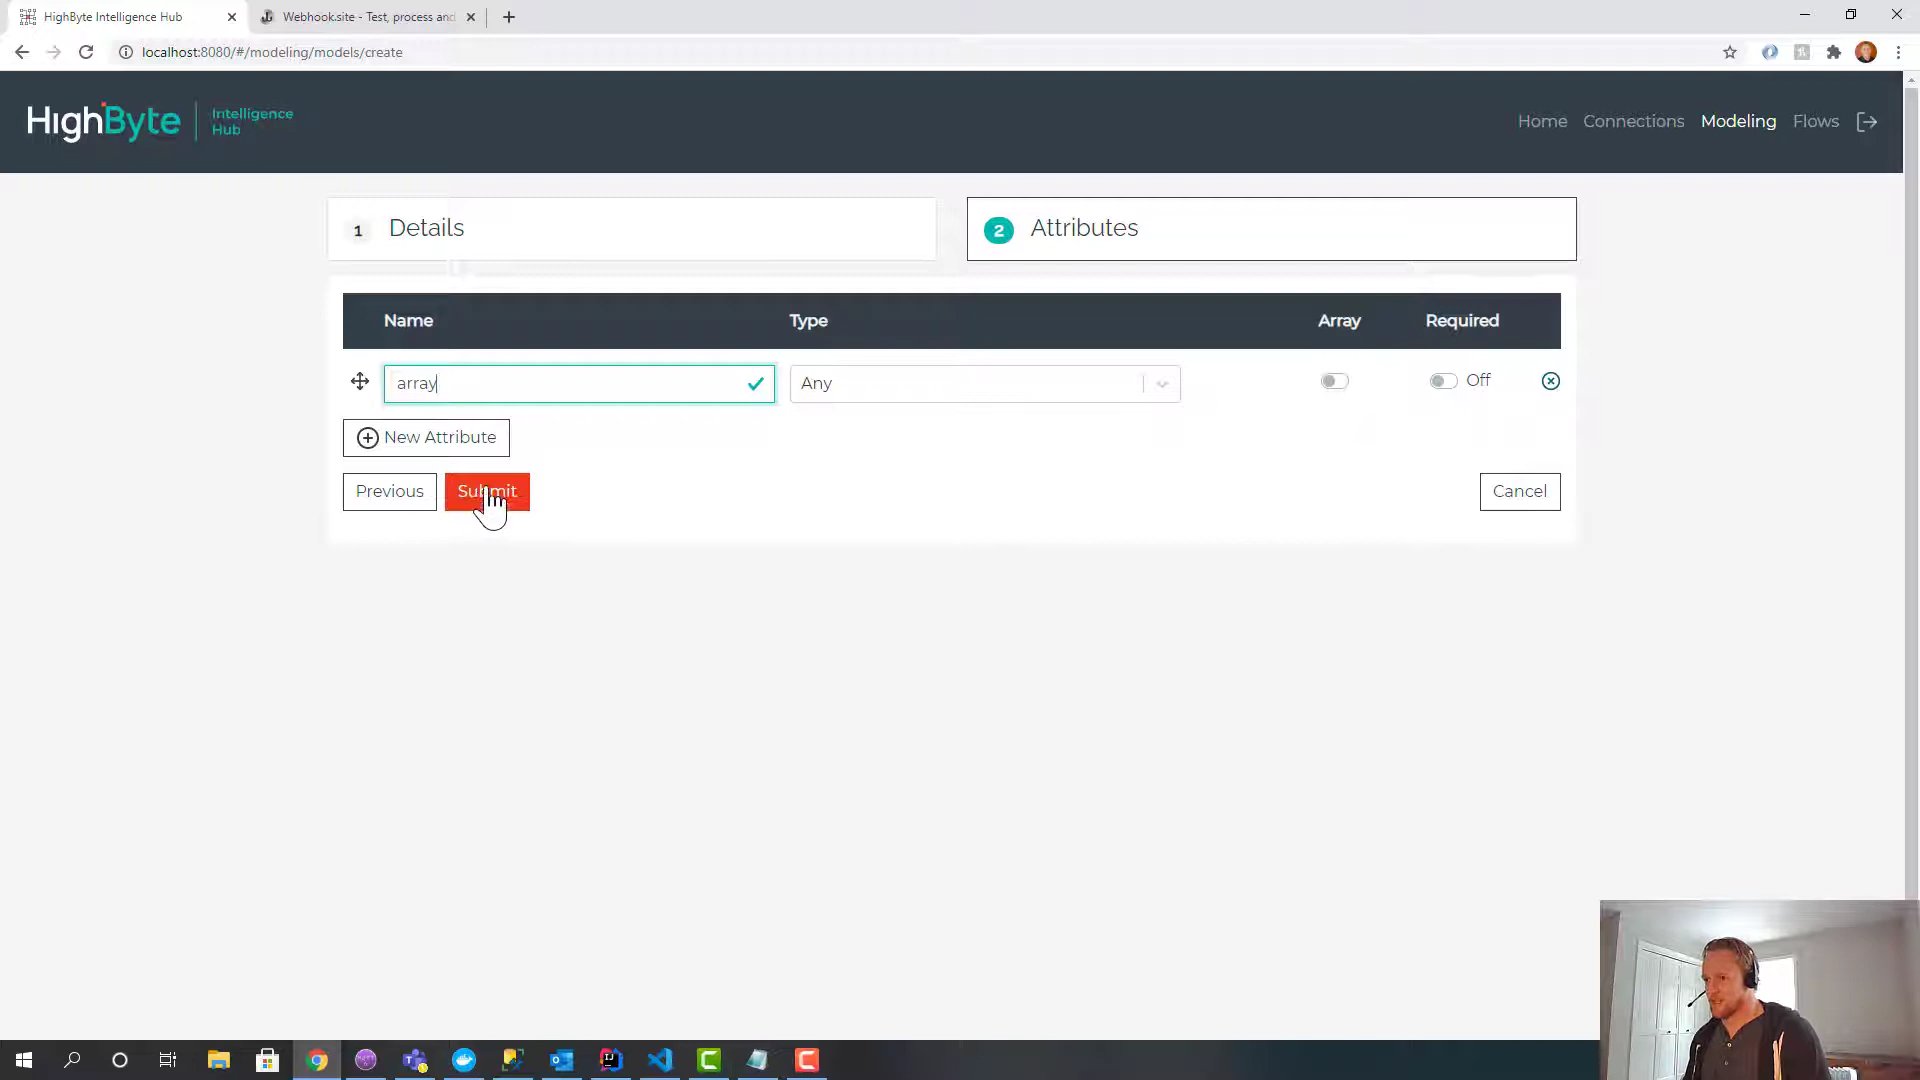 HighByte Intelligence Hub
Webhook.site - Test, process and
localhost:8080/#/modeling/models/create
HighByte
Intelligence
Hub
Home
Connections
Modeling
Flows
1
Details
2
Attributes
Name
Type
Array
Required
array
Any
Off
New Attribute
Previous
Submit
Cancel